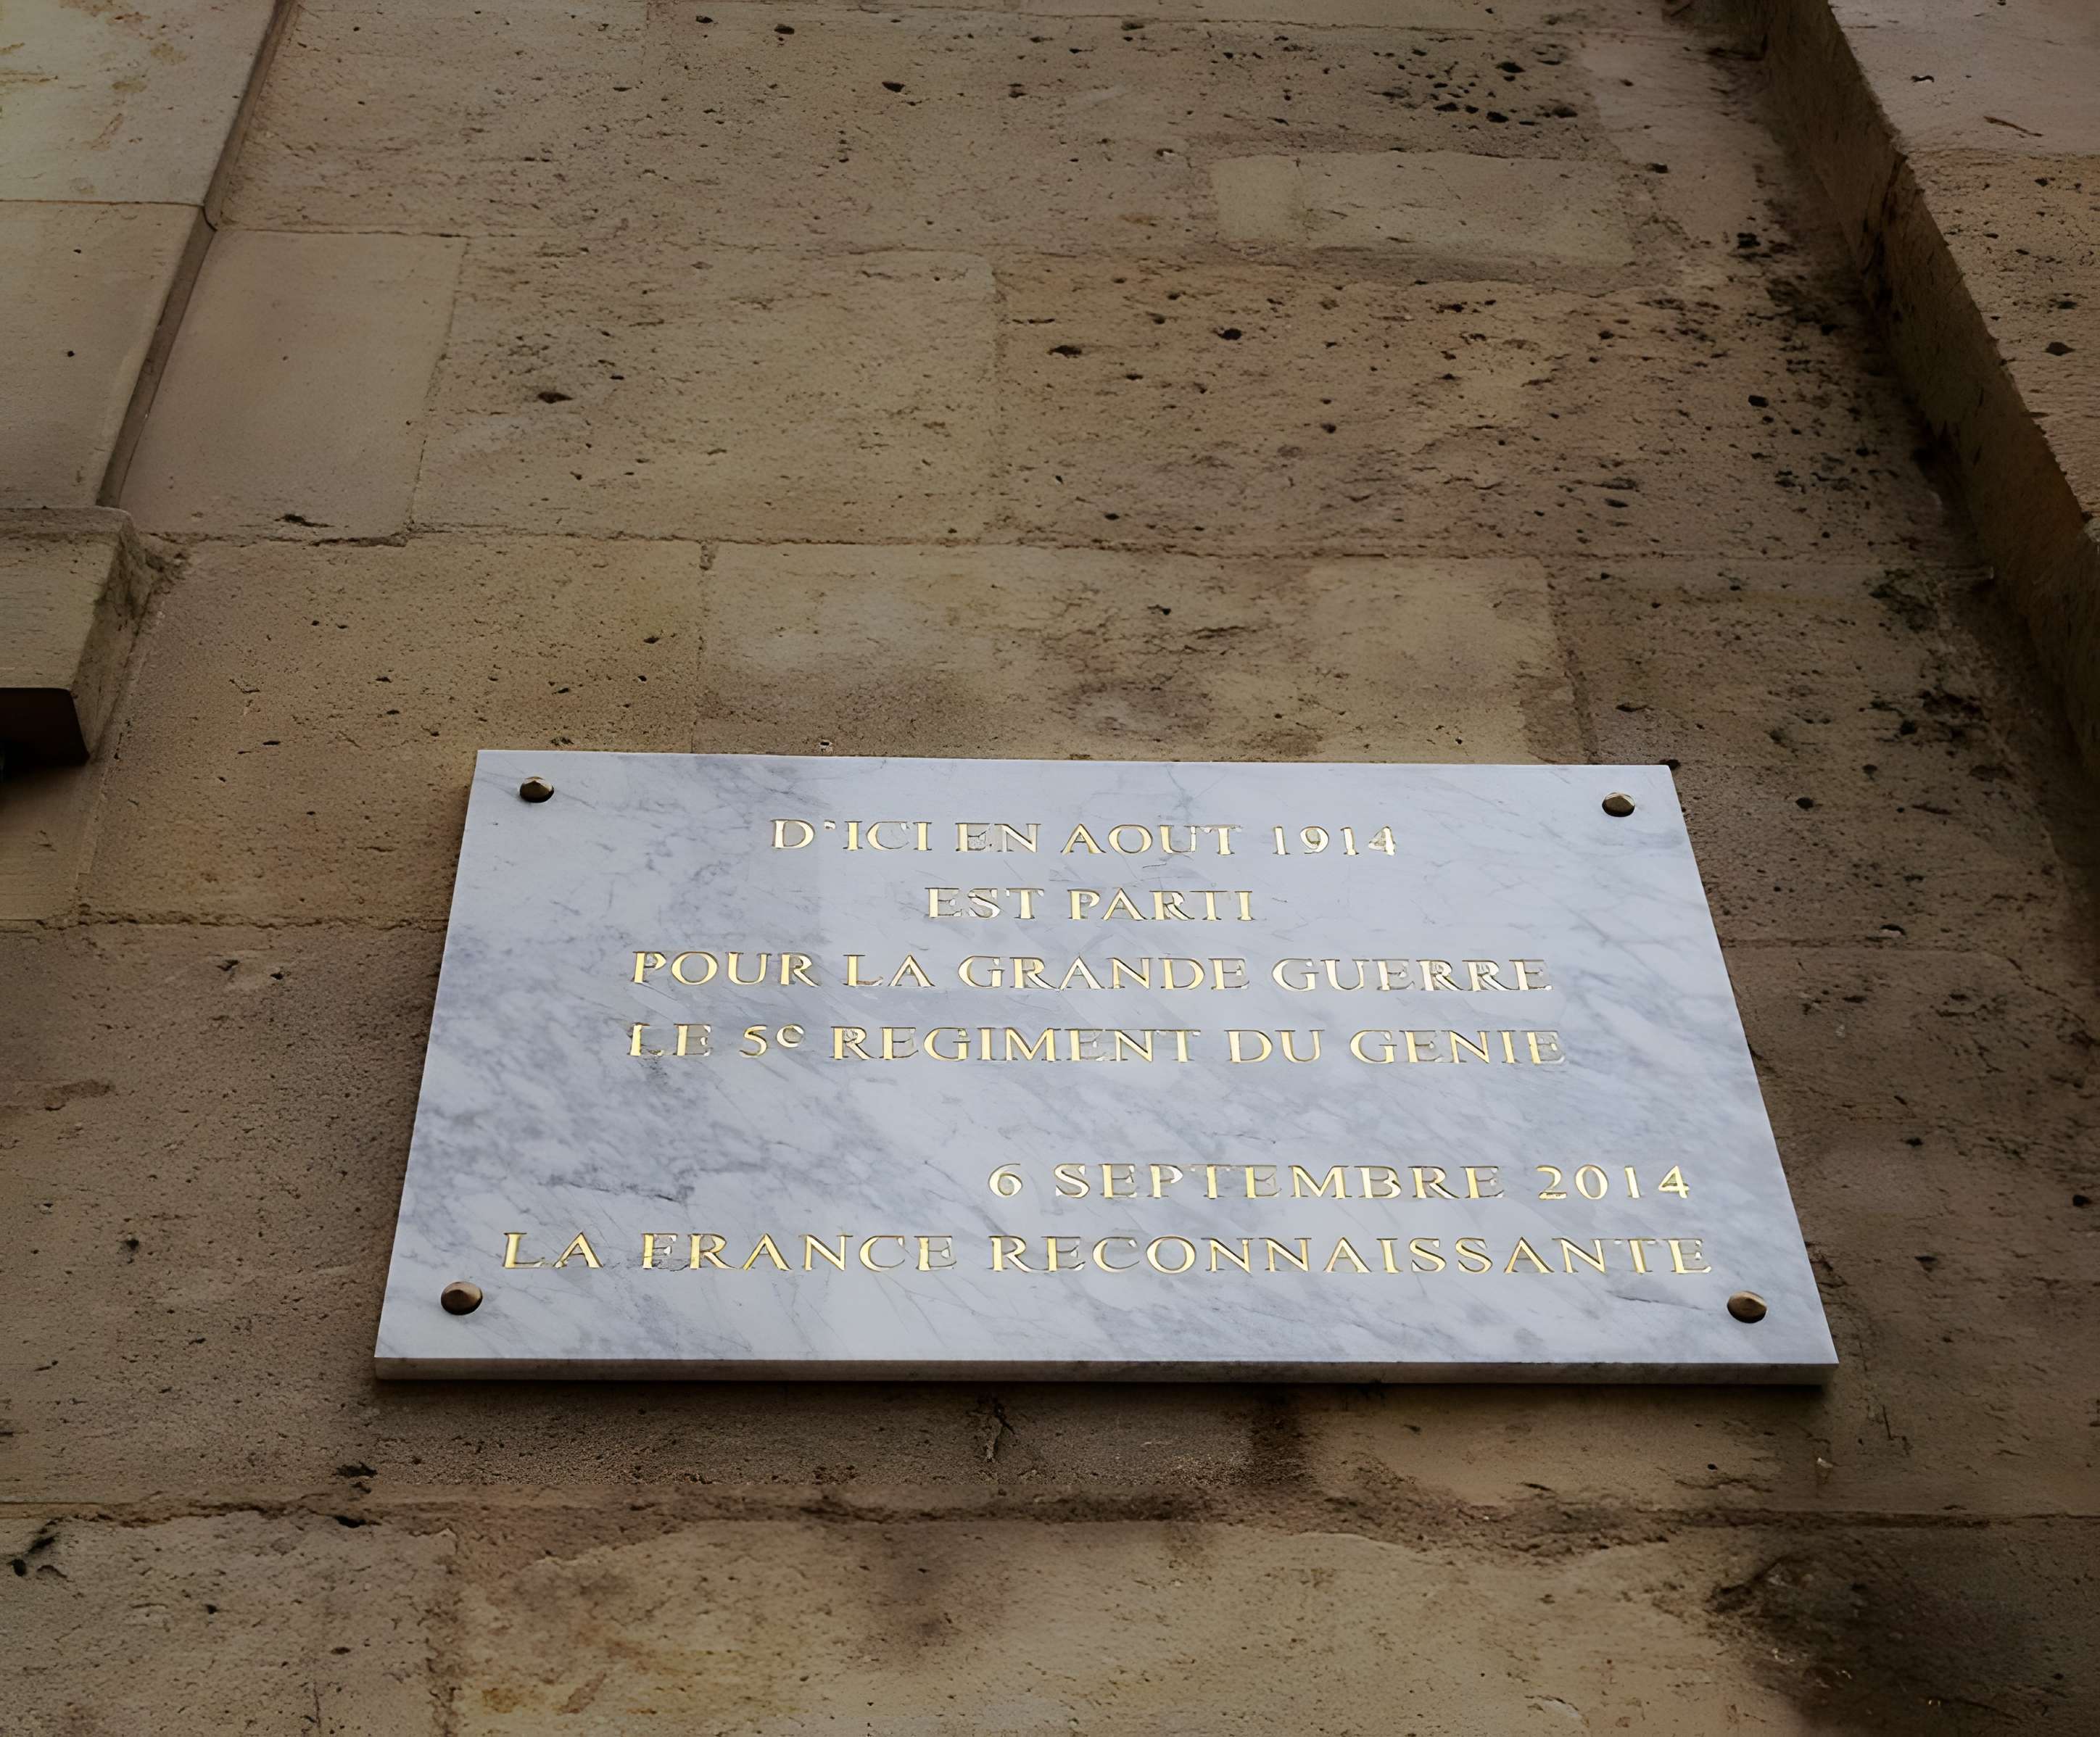 D'ICI EN AOUT 1914
EST PARTI
POUR LA GRANDE GUERRE
LE 5e REGIMENT DU GENIE
6 SEPTEMBRE 2014
LA FRANCE RECONNAISSANTE